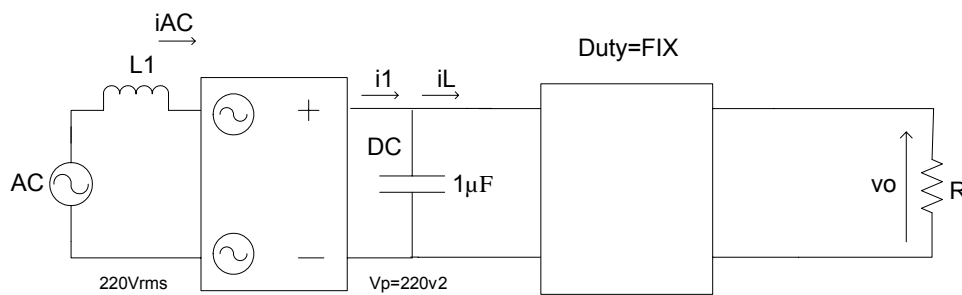 iAC
L1
Duty=FIX
i1
iL
+
DC
AC
1µF
vo
R
—
220Vrms
Vp=220v2